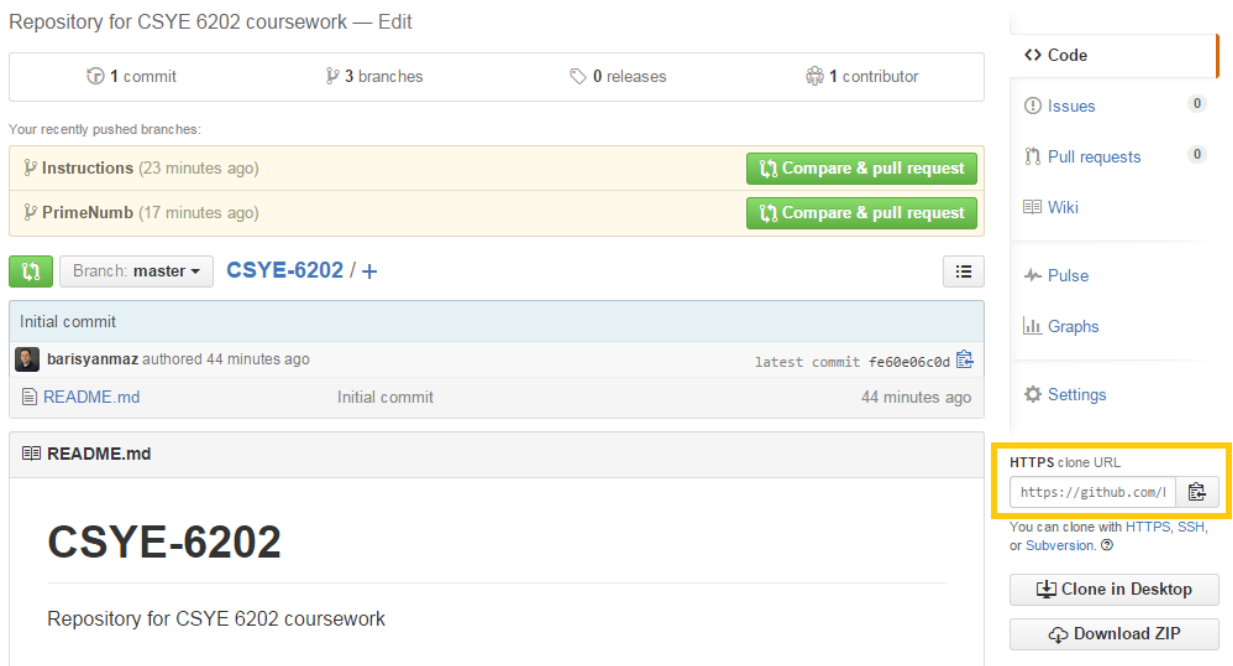 Repository for CSYE 6202 coursework — Edit
1 commit
3 branches
0 releases
1 contributor
Your recently pushed branches:
Instructions (23 minutes ago)
Compare & pull request
PrimeNumb (17 minutes ago)
Compare & pull request
Branch: master
CSYE-6202 / +
Initial commit
barisyanmaz authored 44 minutes ago
latest commit fe60e06c0d
README.md
Initial commit
44 minutes ago
README.md
CSYE-6202
Repository for CSYE 6202 coursework
Code
Issues 0
Pull requests 0
Wiki
Pulse
Graphs
Settings
HTTPS clone URL
https://github.com/
You can clone with HTTPS, SSH,
or Subversion.
Clone in Desktop
Download ZIP